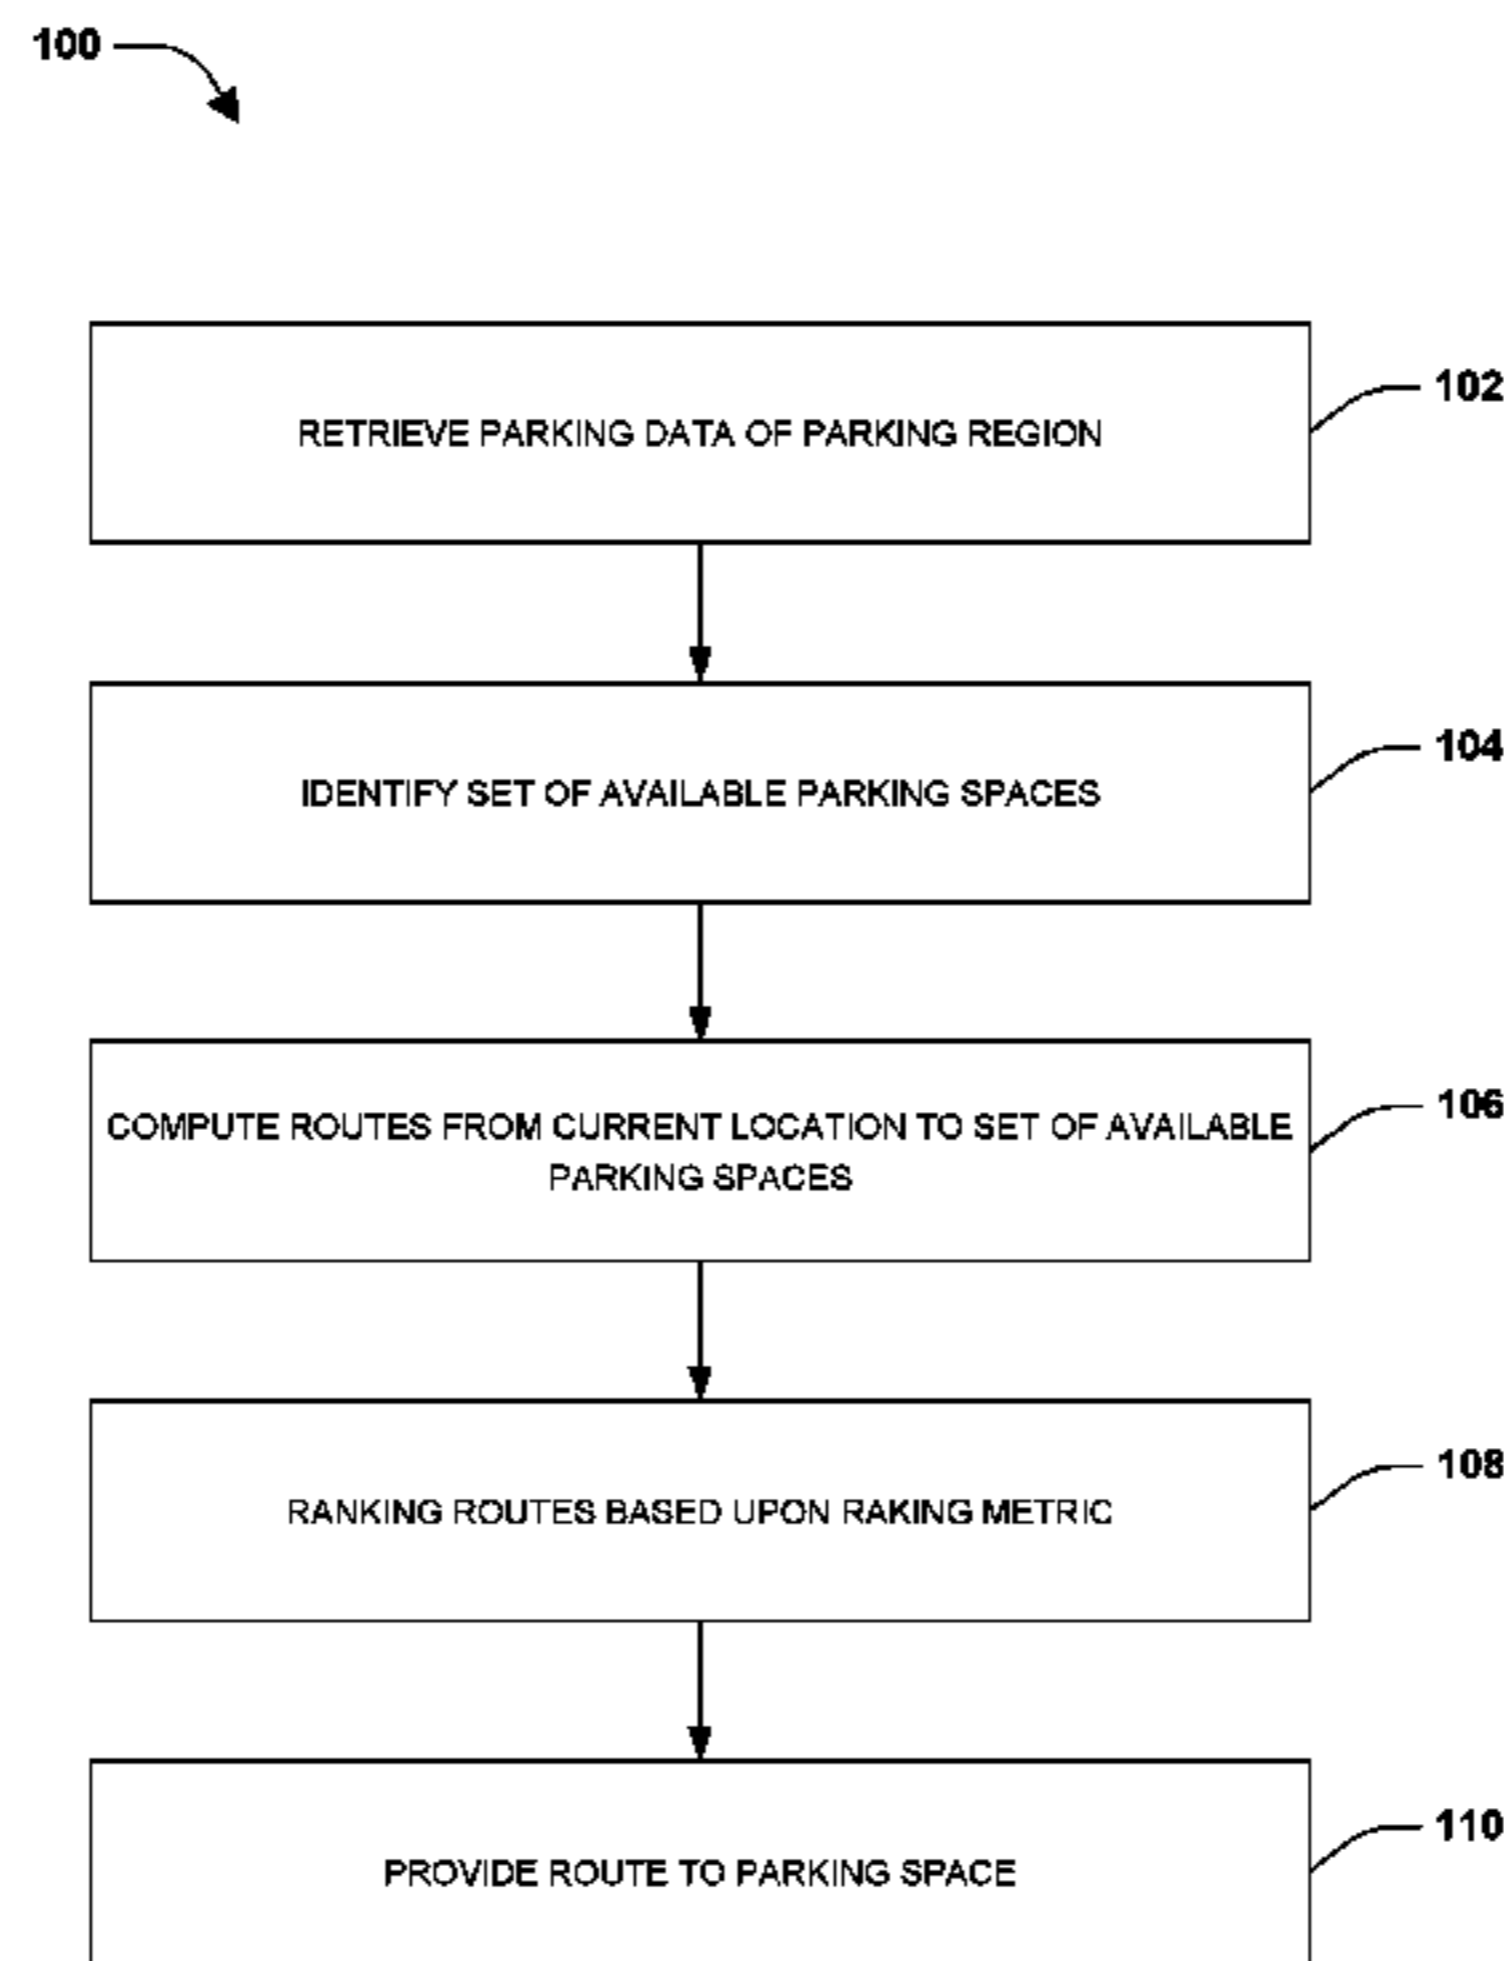 100
RETRIEVE PARKING DATA OF PARKING REGION
102
IDENTIFY SET OF AVAILABLE PARKING SPACES
104
COMPUTE ROUTES FROM CURRENT LOCATION TO SET OF AVAILABLE
PARKING SPACES
106
RANKING ROUTES BASED UPON RAKING METRIC
108
PROVIDE ROUTE TO PARKING SPACE
110